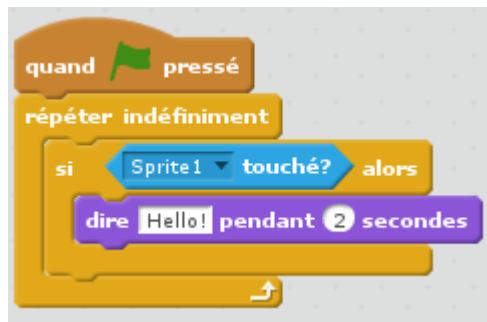 quand pressé
répéter indéfiniment
si Sprite1 touché? alors
dire Hello! pendant 2 secondes